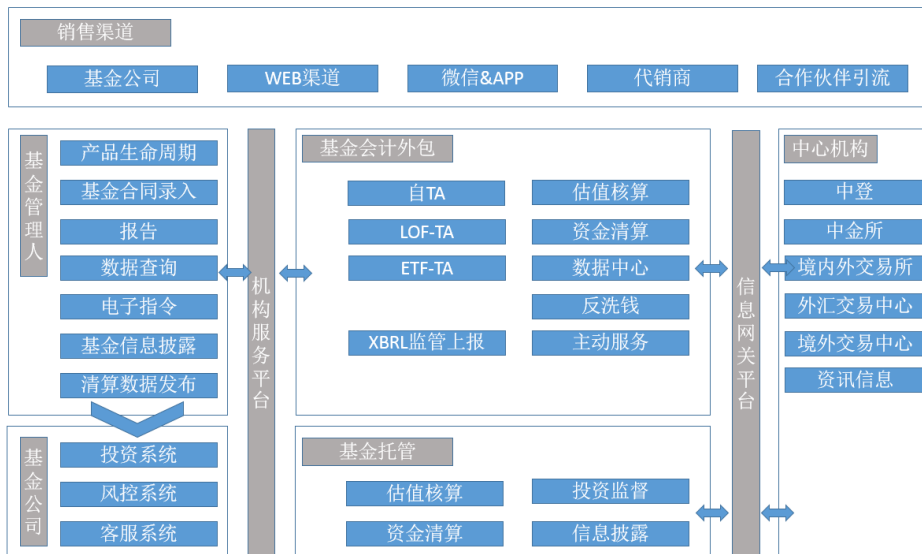 销售渠道
基金公司
WEB渠道
微信&APP
代销商
合作伙伴引流
基金管理人
产品生命周期
基金合同录入
报告
数据查询
电子指令
基金信息披露
清算数据发布
基金公司
投资系统
风控系统
客服系统
机构服务平台
基金会计外包
自TA
估值核算
LOF-TA
资金清算
ETF-TA
数据中心
反洗钱
XBRL监管上报
主动服务
基金托管
估值核算
投资监督
资金清算
信息披露
信息网关平台
中心机构
中登
中金所
境内外交易所
外汇交易中心
境外交易中心
资讯信息